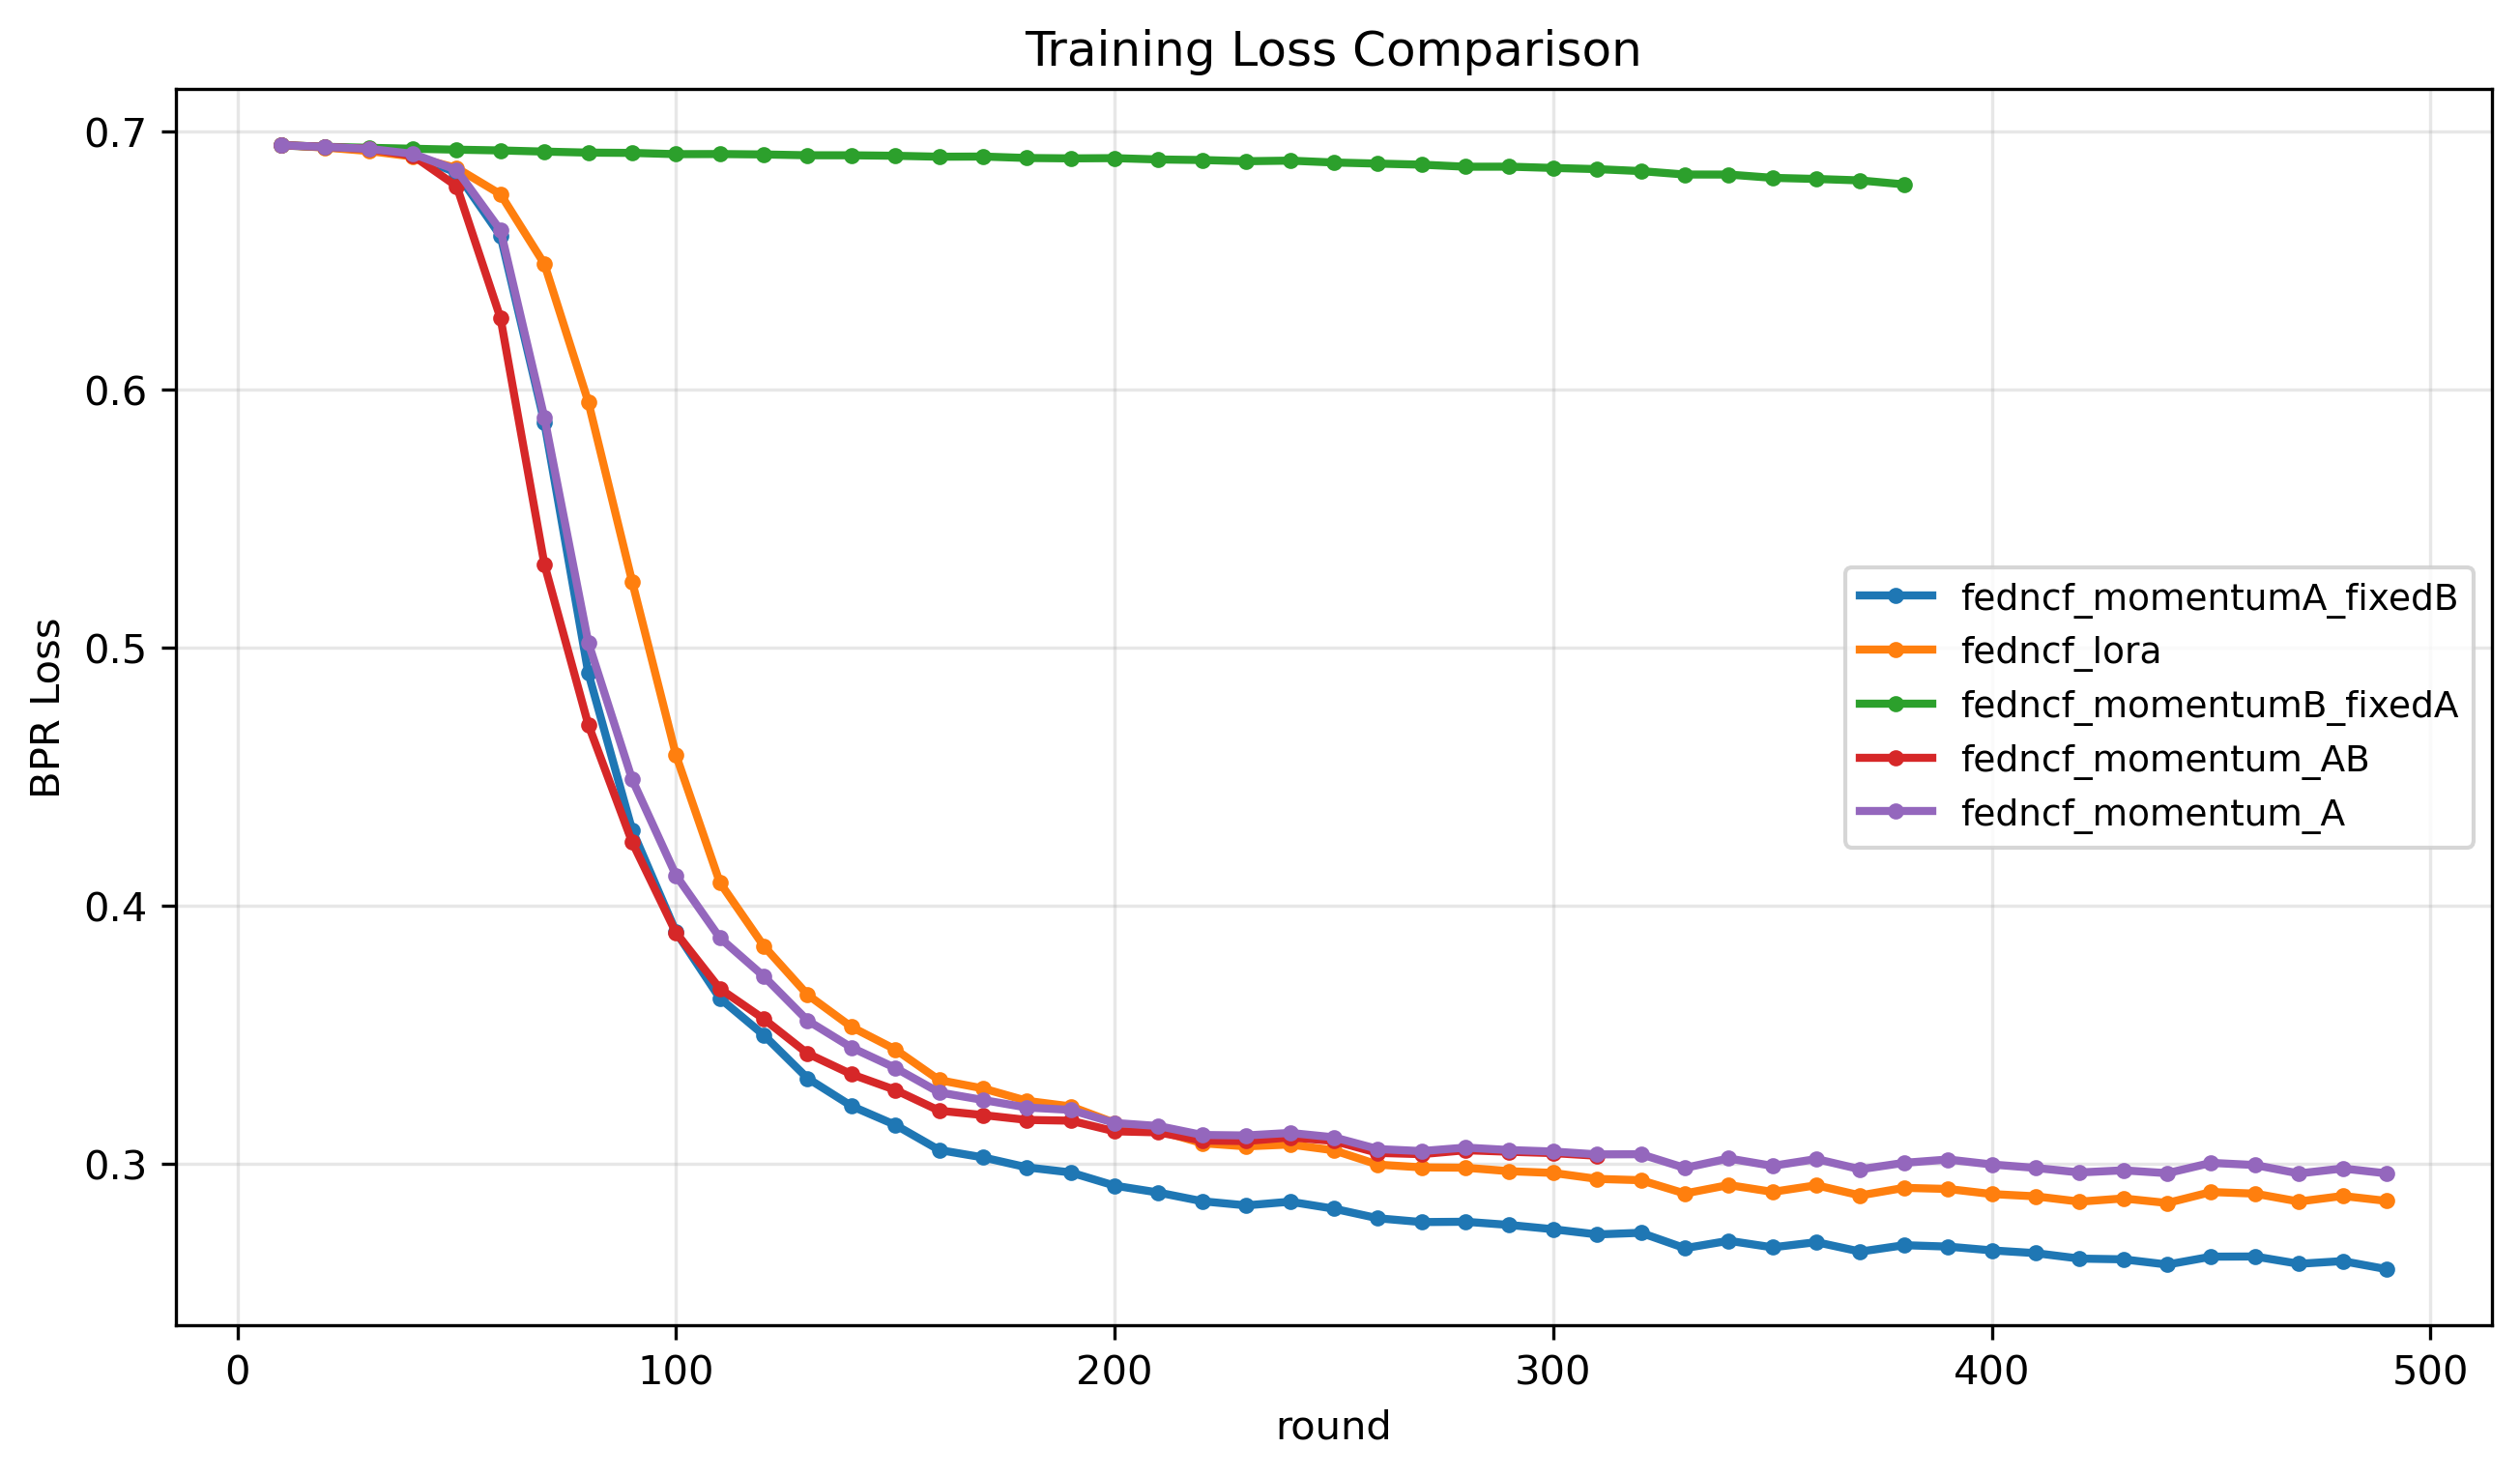 Training Loss Comparison
0.7
0.6
0.5
0.4
0.3
BPR Loss
fedncf_momentumA_fixedB
fedncf_lora
fedncf_momentumB_fixedA
fedncf_momentum_AB
fedncf_momentum_A
0 100 200 300 400 500
round